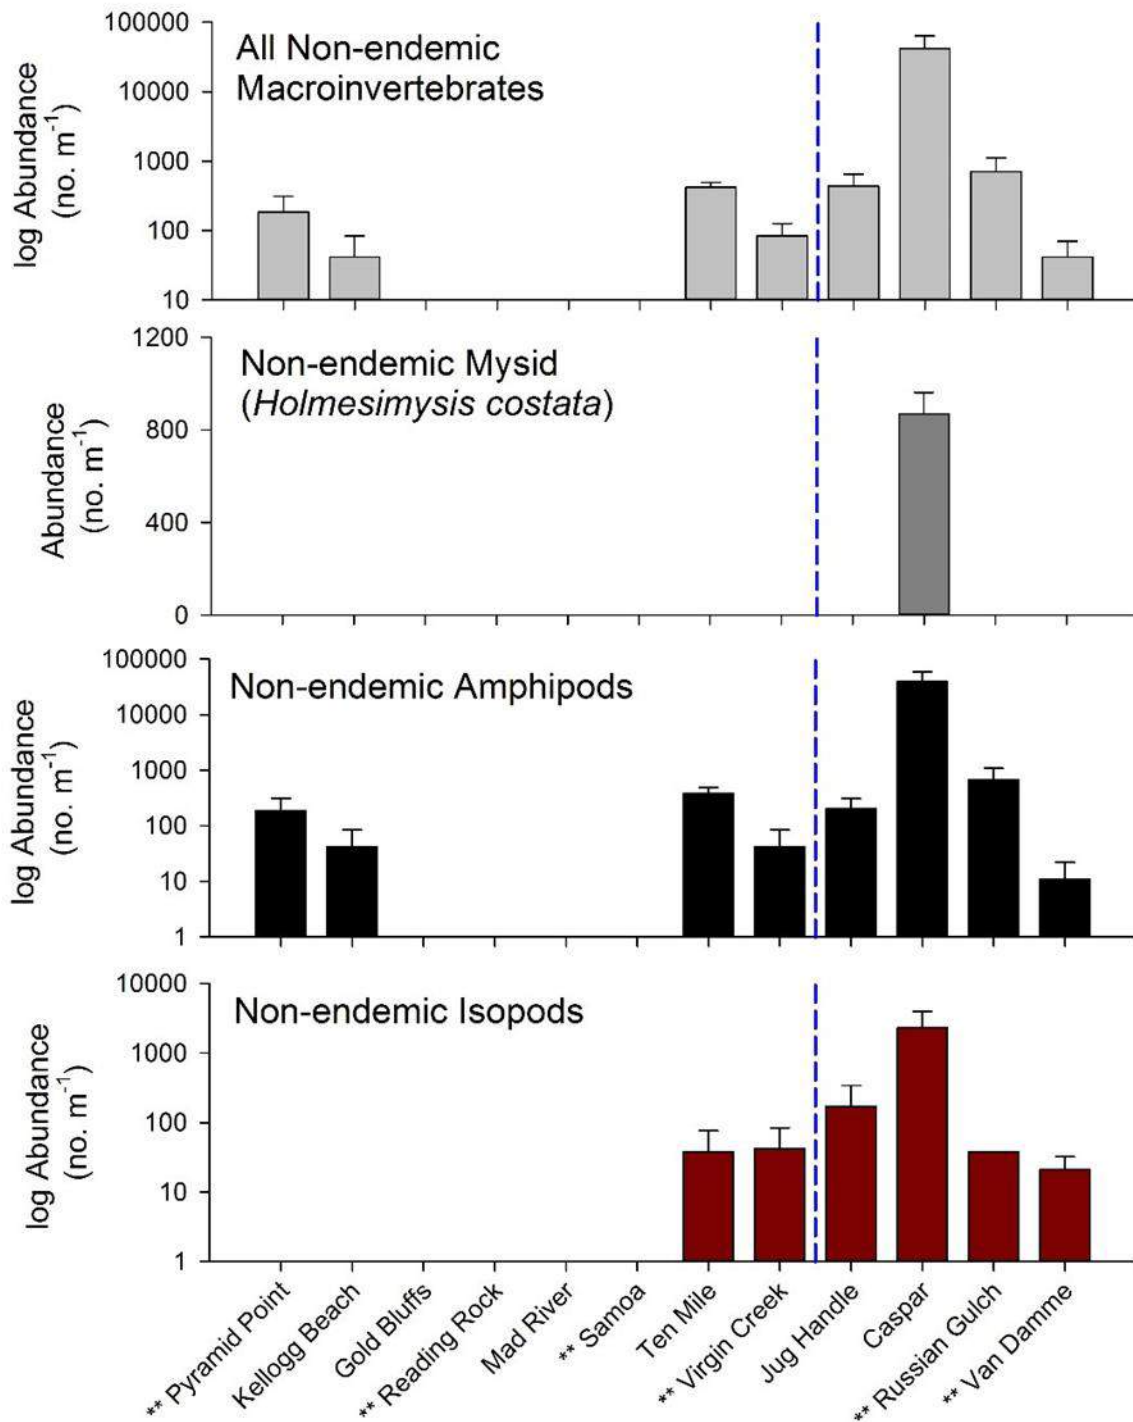 All Non-endemic
Macroinvertebrates
log Abundance
(no. m⁻¹)
100000
10000
1000
100
10
Non-endemic Mysid
(Holmesimysis costata)
Abundance
(no. m⁻¹)
1200
800
400
0
Non-endemic Amphipods
log Abundance
(no. m⁻¹)
100000
10000
1000
100
10
1
Non-endemic Isopods
log Abundance
(no. m⁻¹)
10000
1000
100
10
1
** Pyramid Point
Kellogg Beach
Gold Bluffs
** Reading Rock
Mad River
** Samoa
Ten Mile
** Virgin Creek
Jug Handle
Caspar
** Russian Gulch
** Van Damme